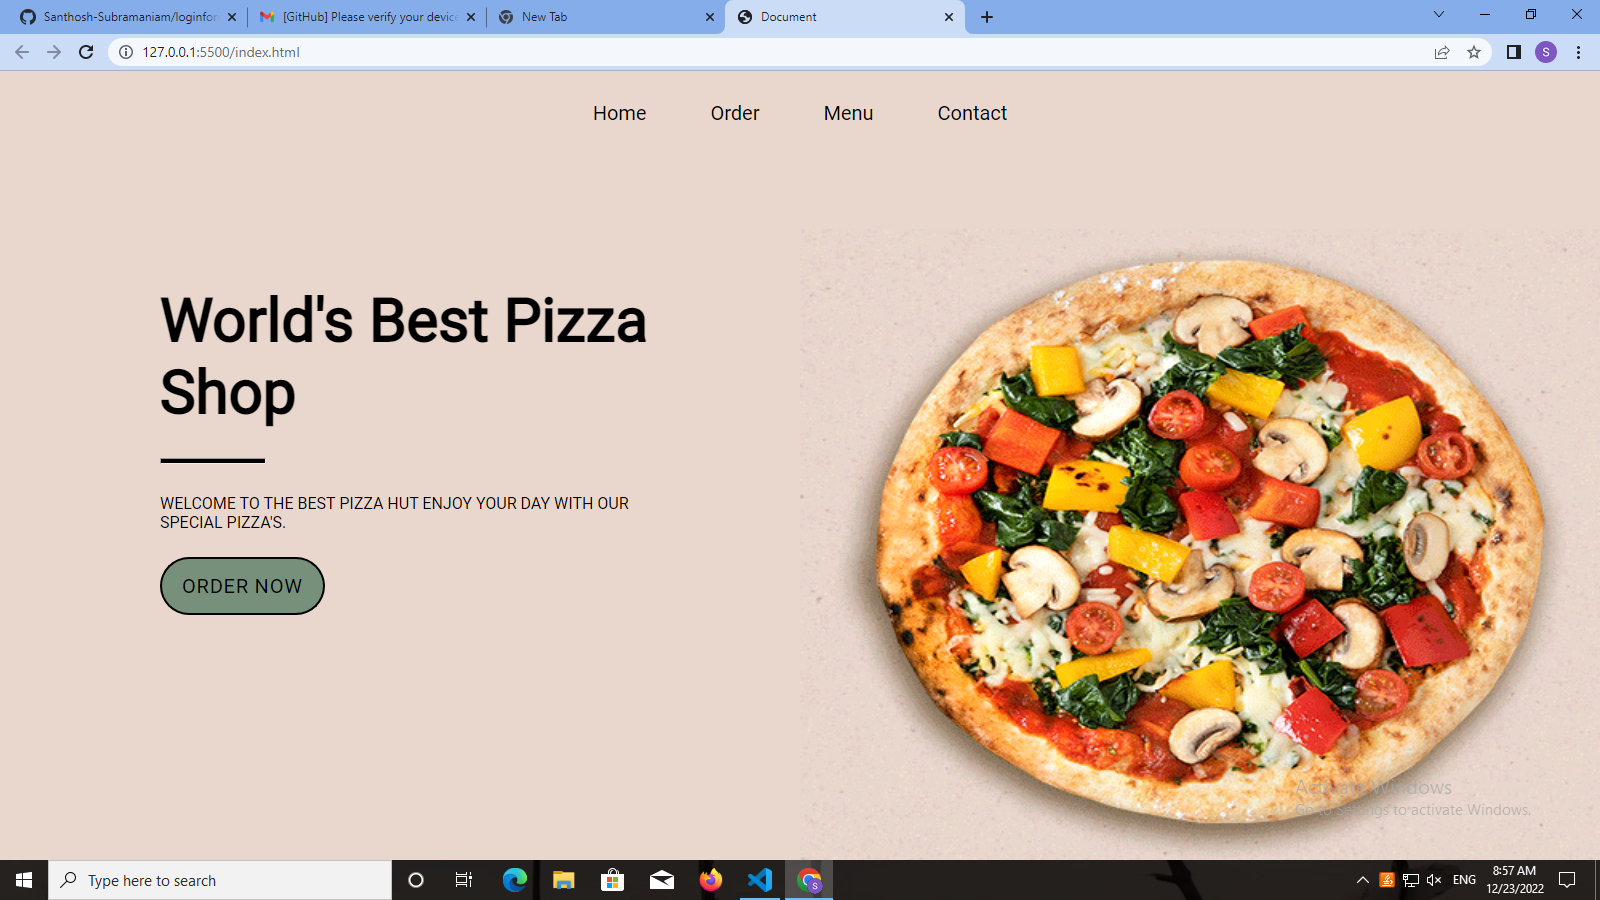 Santhosh-Subramaniam/loginfor
[GitHub] Please verify your device
New Tab
Document
127.0.0.1:5500/index.html
S
Home Order Menu Contact
World's Best Pizza
Shop
WELCOME TO THE BEST PIZZA HUT ENJOY YOUR DAY WITH OUR
SPECIAL PIZZA'S.
ORDER NOW
Activate Windows
Go to Settings to activate Windows.
Type here to search
S
ENG
8:57 AM
12/23/2022